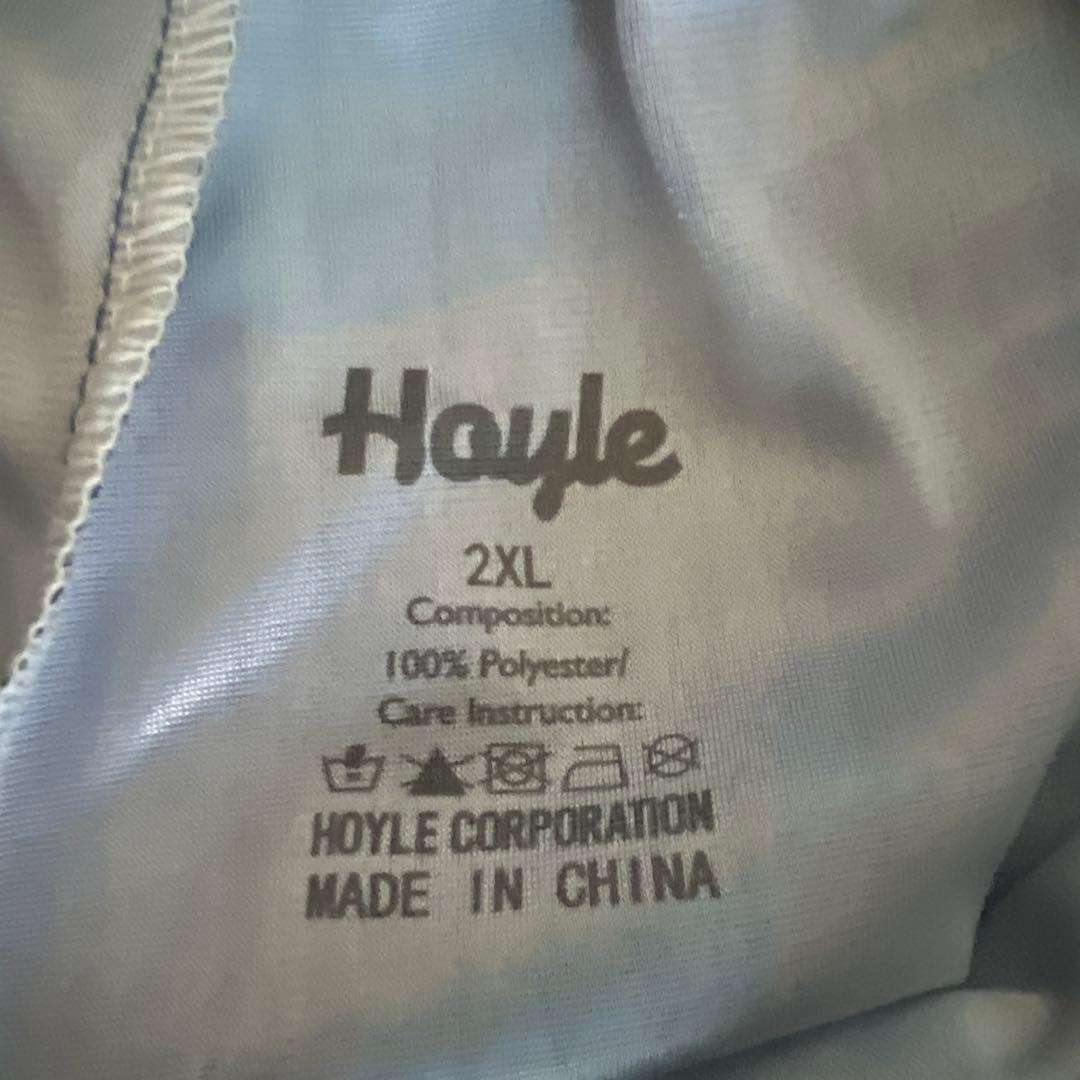 Hoyle
2XL
Composition:
100% Polyester/
Care Instruction:
HOYLE CORPORATION
MADE IN CHINA